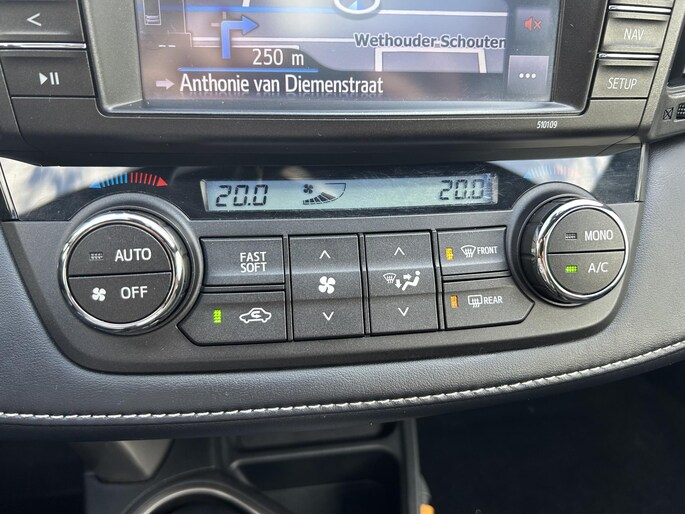 Wethouder Schouten
250 m
Anthonie van Diemenstraat
...
NAV
SETUP
510109
20.0
20.0
AUTO
OFF
FAST
SOFT
FRONT
REAR
MONO
A/C